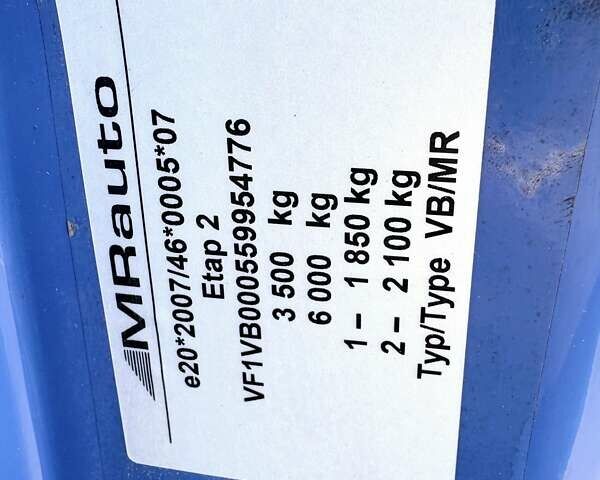 MRauto
e20*2007/46*0005*07
Etap 2
VF1VB000559954776
3 500 kg
6 000 kg
1 – 1 850 kg
2 – 2 100 kg
Typ/Type VB/MR